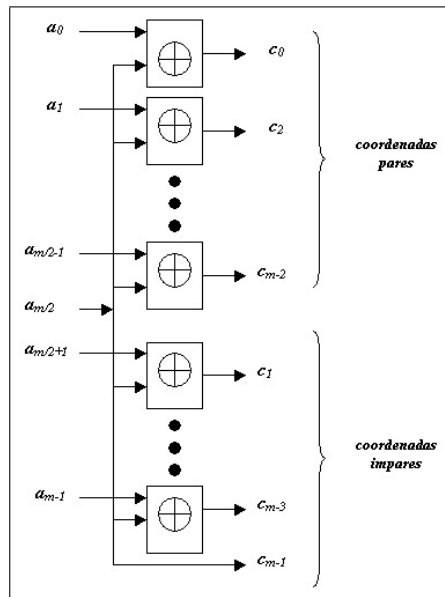 a0
c0
a1
c2
coordenadas
pares
am/2-1
cm-2
am/2
am/2+1
c1
coordenadas
impares
am-1
cm-3
cm-1